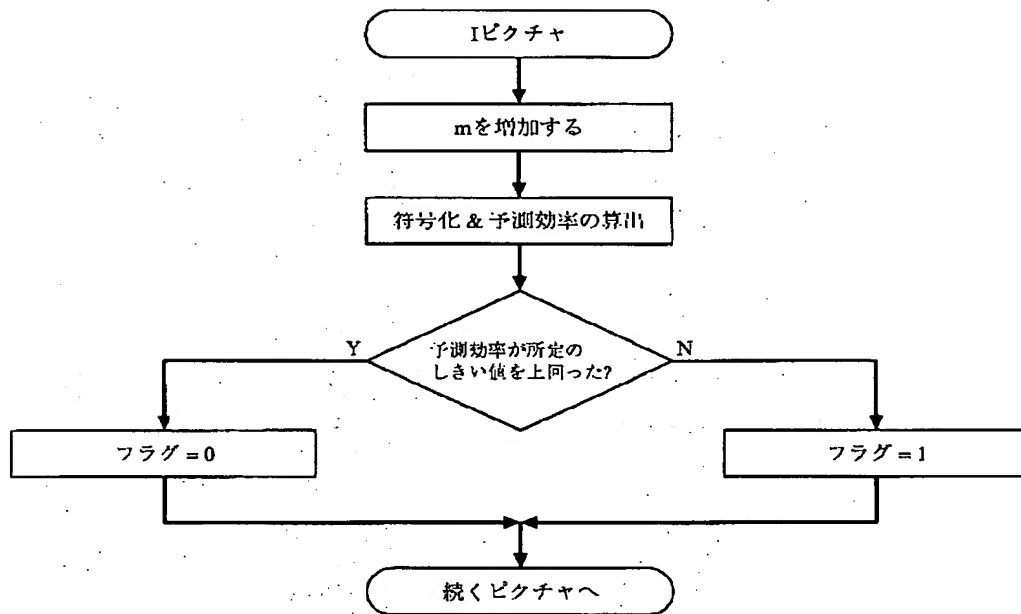 Iピクチャ
mを増加する
符号化 & 予測効率の算出
予測効率が所定の
しきい値を上回った?
Y
N
フラグ = 0
フラグ = 1
続くピクチャへ